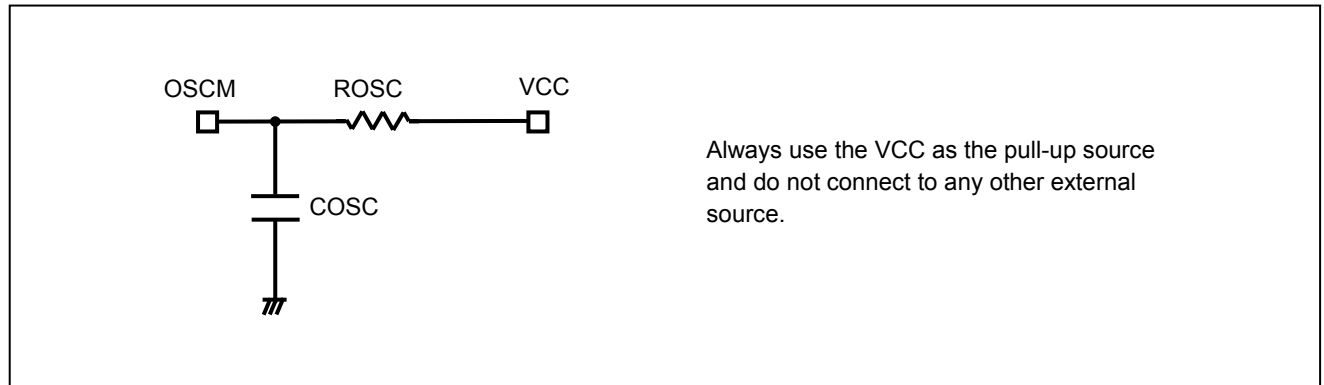 OSCM ROSC VCC
COSC
Always use the VCC as the pull-up source
and do not connect to any other external
source.